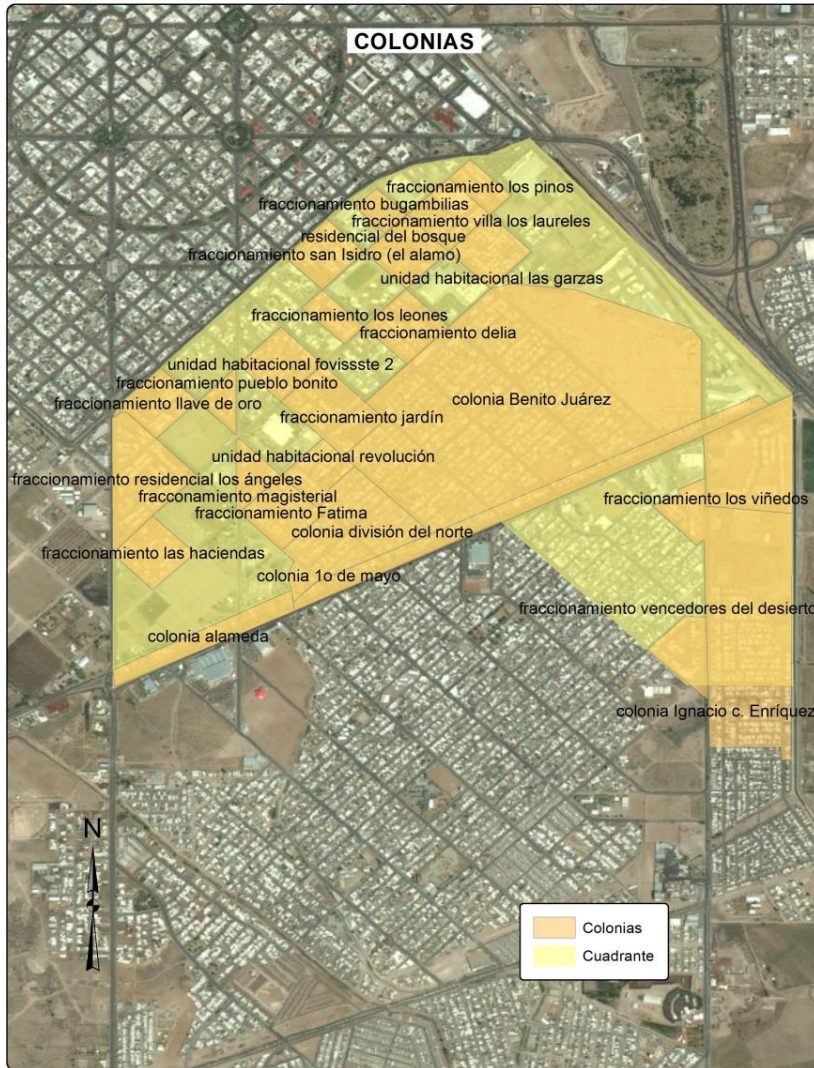 COLONIAS
fraccionamiento los pinos
fraccionamiento bugambilias
fraccionamiento villa los laureles
residencial del bosque
fraccionamiento san Isidro (el alamo)
unidad habitacional las garzas
fraccionamiento los leones
fraccionamiento delia
unidad habitacional fovissste 2
fraccionamiento pueblo bonito
colonia Benito Juárez
fraccionamiento llave de oro
fraccionamiento jardín
unidad habitacional revolución
fraccionamiento residencial los ángeles
fracconamiento magisterial
fraccionamiento los viñedos
fraccionamiento Fatima
colonia división del norte
fraccionamiento las haciendas
colonia 1o de mayo
fraccionamiento vencedores del desierto
colonia alameda
colonia Ignacio c. Enríquez
N
Colonias
Cuadrante